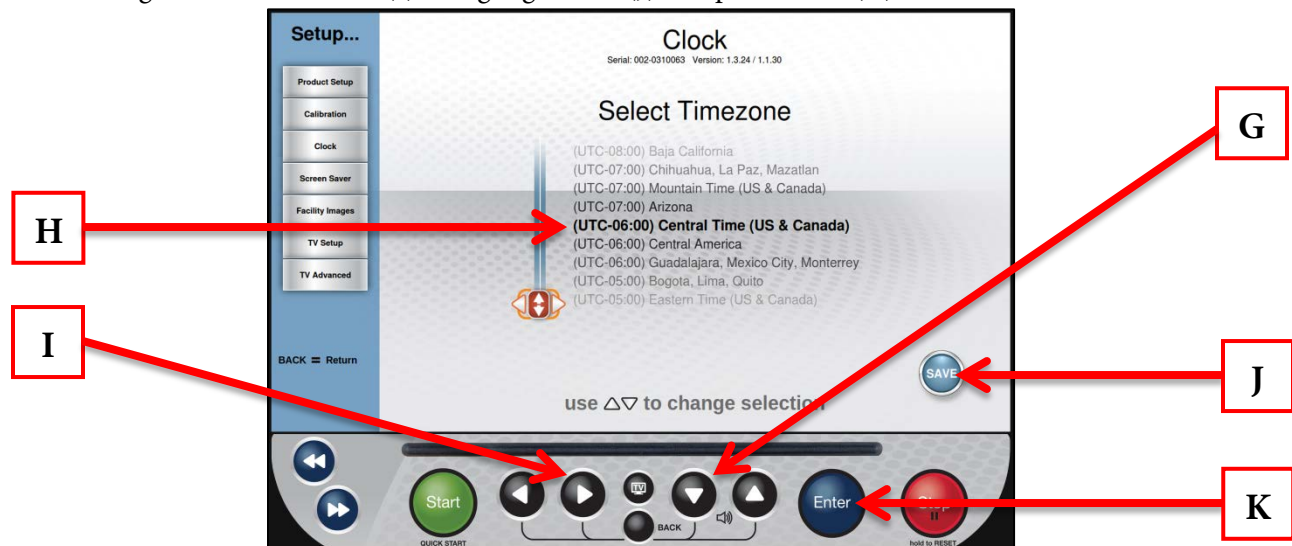 Setup...
Clock
Serial: 002-0310063 Version: 1.3.24 / 1.1.30
Product Setup
Calibration
Clock
Screen Saver
Facility Images
TV Setup
TV Advanced
BACK = Return
Select Timezone
(UTC-08:00) Baja California
(UTC-07:00) Chihuahua, La Paz, Mazatlan
(UTC-07:00) Mountain Time (US & Canada)
(UTC-07:00) Arizona
(UTC-06:00) Central Time (US & Canada)
(UTC-06:00) Central America
(UTC-06:00) Guadalajara, Mexico City, Monterrey
(UTC-05:00) Bogota, Lima, Quito
(UTC-05:00) Eastern Time (US & Canada)
SAVE
use △▽ to change selection
Start
QUICK START
TV
BACK
Enter
Stop
hold to RESET
G
H
I
J
K